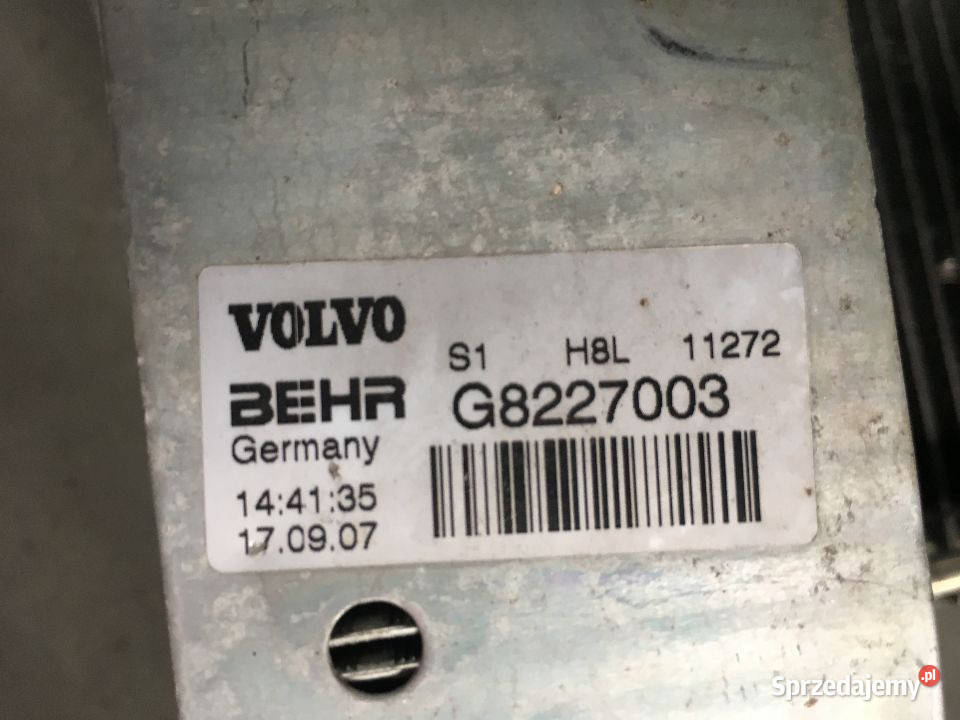 VOLVO
S1 H8L 11272
BEHR G8227003
Germany
14:41:35
17.09.07
Sprzedajemy.pl